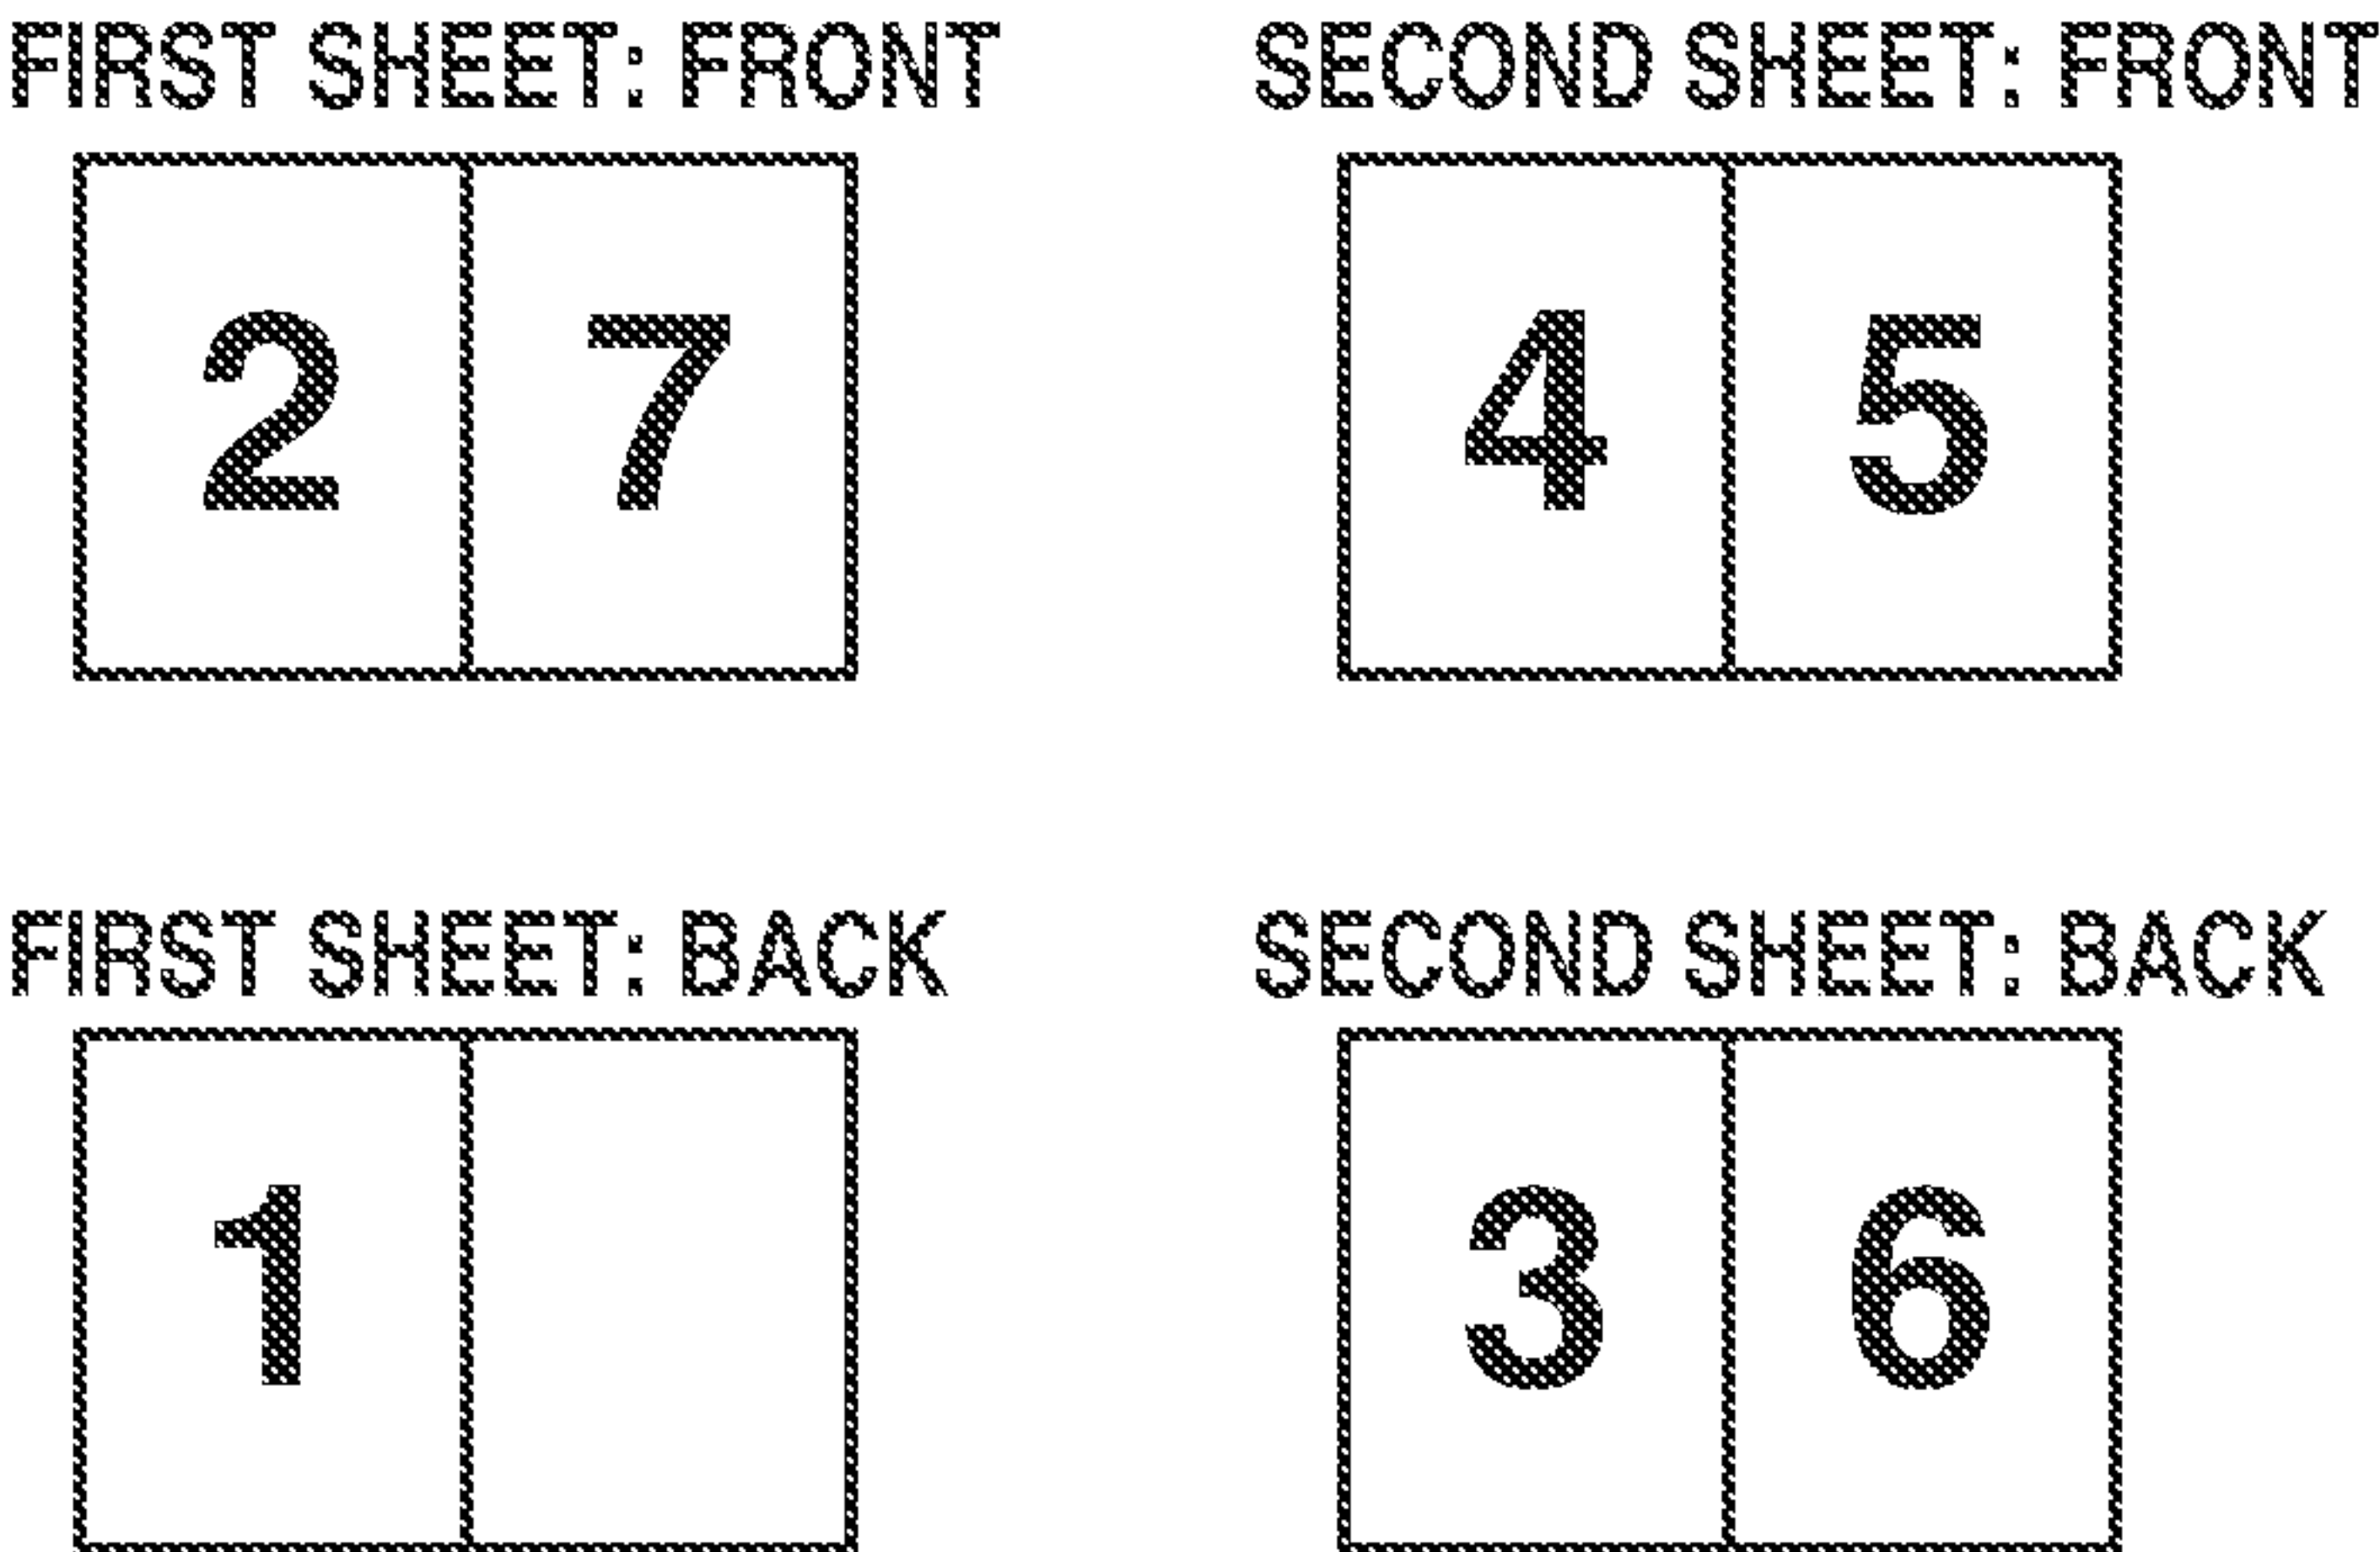 FIRST SHEET: FRONT
2 7
SECOND SHEET: FRONT
4 5
FIRST SHEET: BACK
1
SECOND SHEET: BACK
3 6